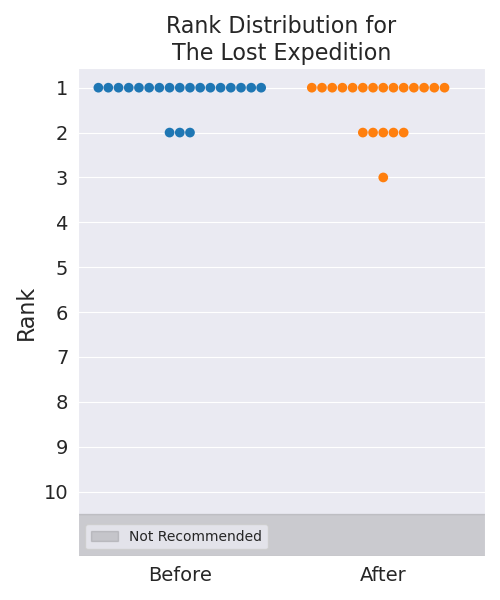 Rank Distribution for
The Lost Expedition
1
2
3
4
5
6
7
8
9
10
Rank
Not Recommended
Before
After